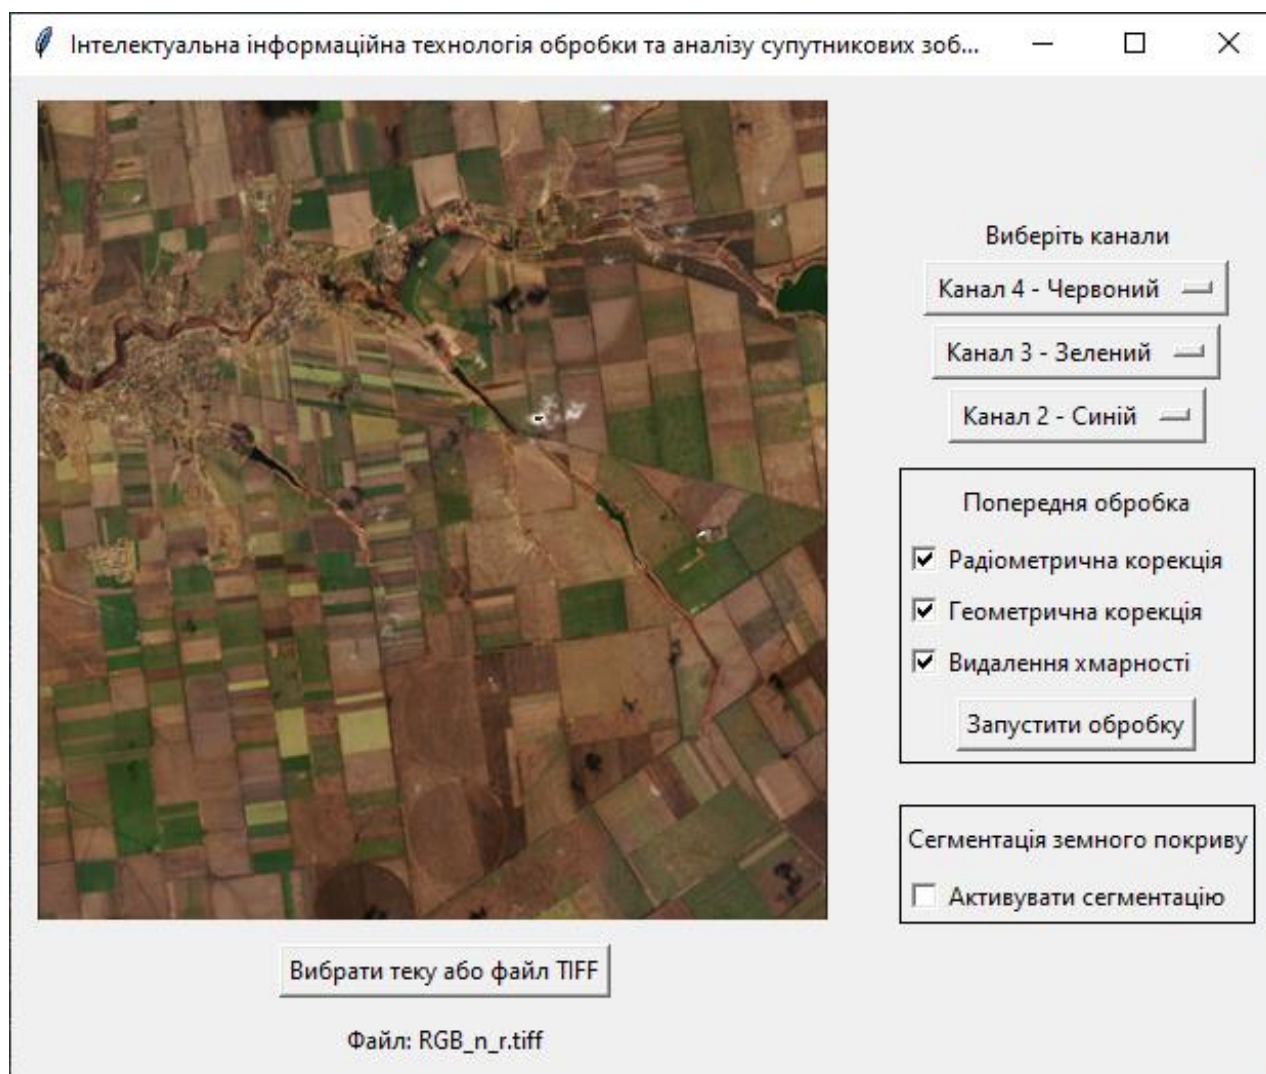 Інтелектуальна інформаційна технологія обробки та аналізу супутникових зоб...
Виберіть канали
Канал 4 - Червоний
Канал 3 - Зелений
Канал 2 - Синій
Попередня обробка
Радіометрична корекція
Геометрична корекція
Видалення хмарності
Запустити обробку
Сегментація земного покриву
Активувати сегментацію
Вибрати теку або файл TIFF
Файл: RGB_n_r.tiff